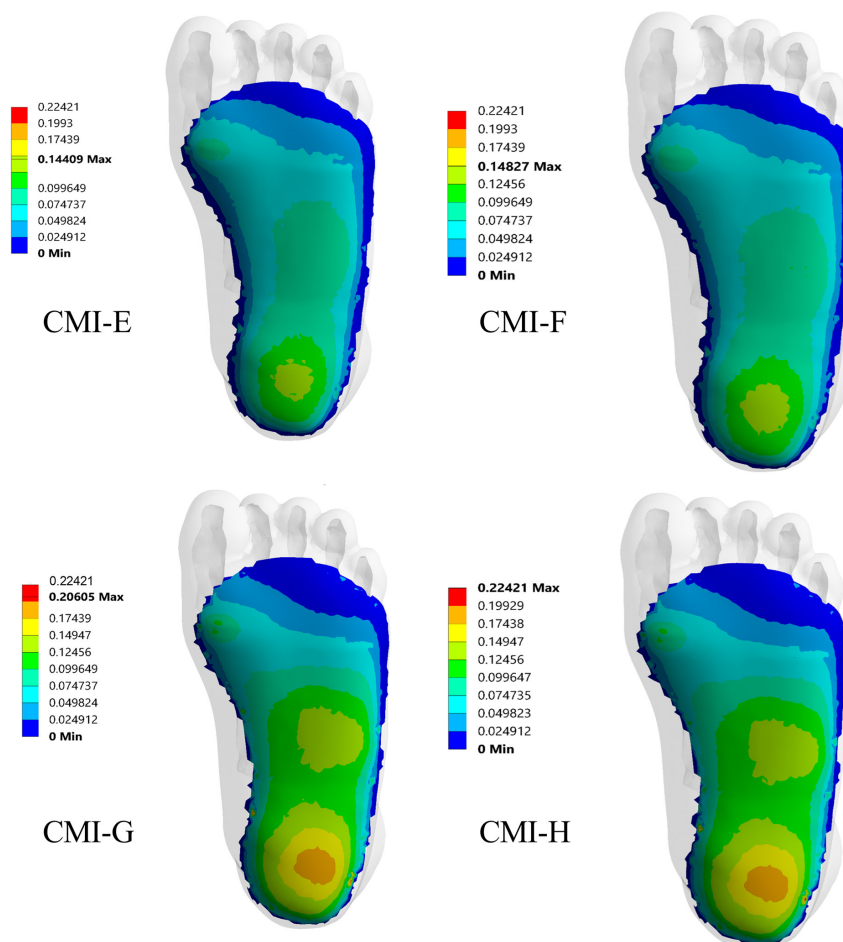 0.22421
0.1993
0.17439
0.14409 Max
0.099649
0.074737
0.049824
0.024912
0 Min
CMI-E
0.22421
0.1993
0.17439
0.14827 Max
0.12456
0.099649
0.074737
0.049824
0.024912
0 Min
CMI-F
0.22421
0.20605 Max
0.17439
0.14947
0.12456
0.099649
0.074737
0.049824
0.024912
0 Min
CMI-G
0.22421 Max
0.19929
0.17438
0.14947
0.12456
0.099647
0.074735
0.049823
0.024912
0 Min
CMI-H